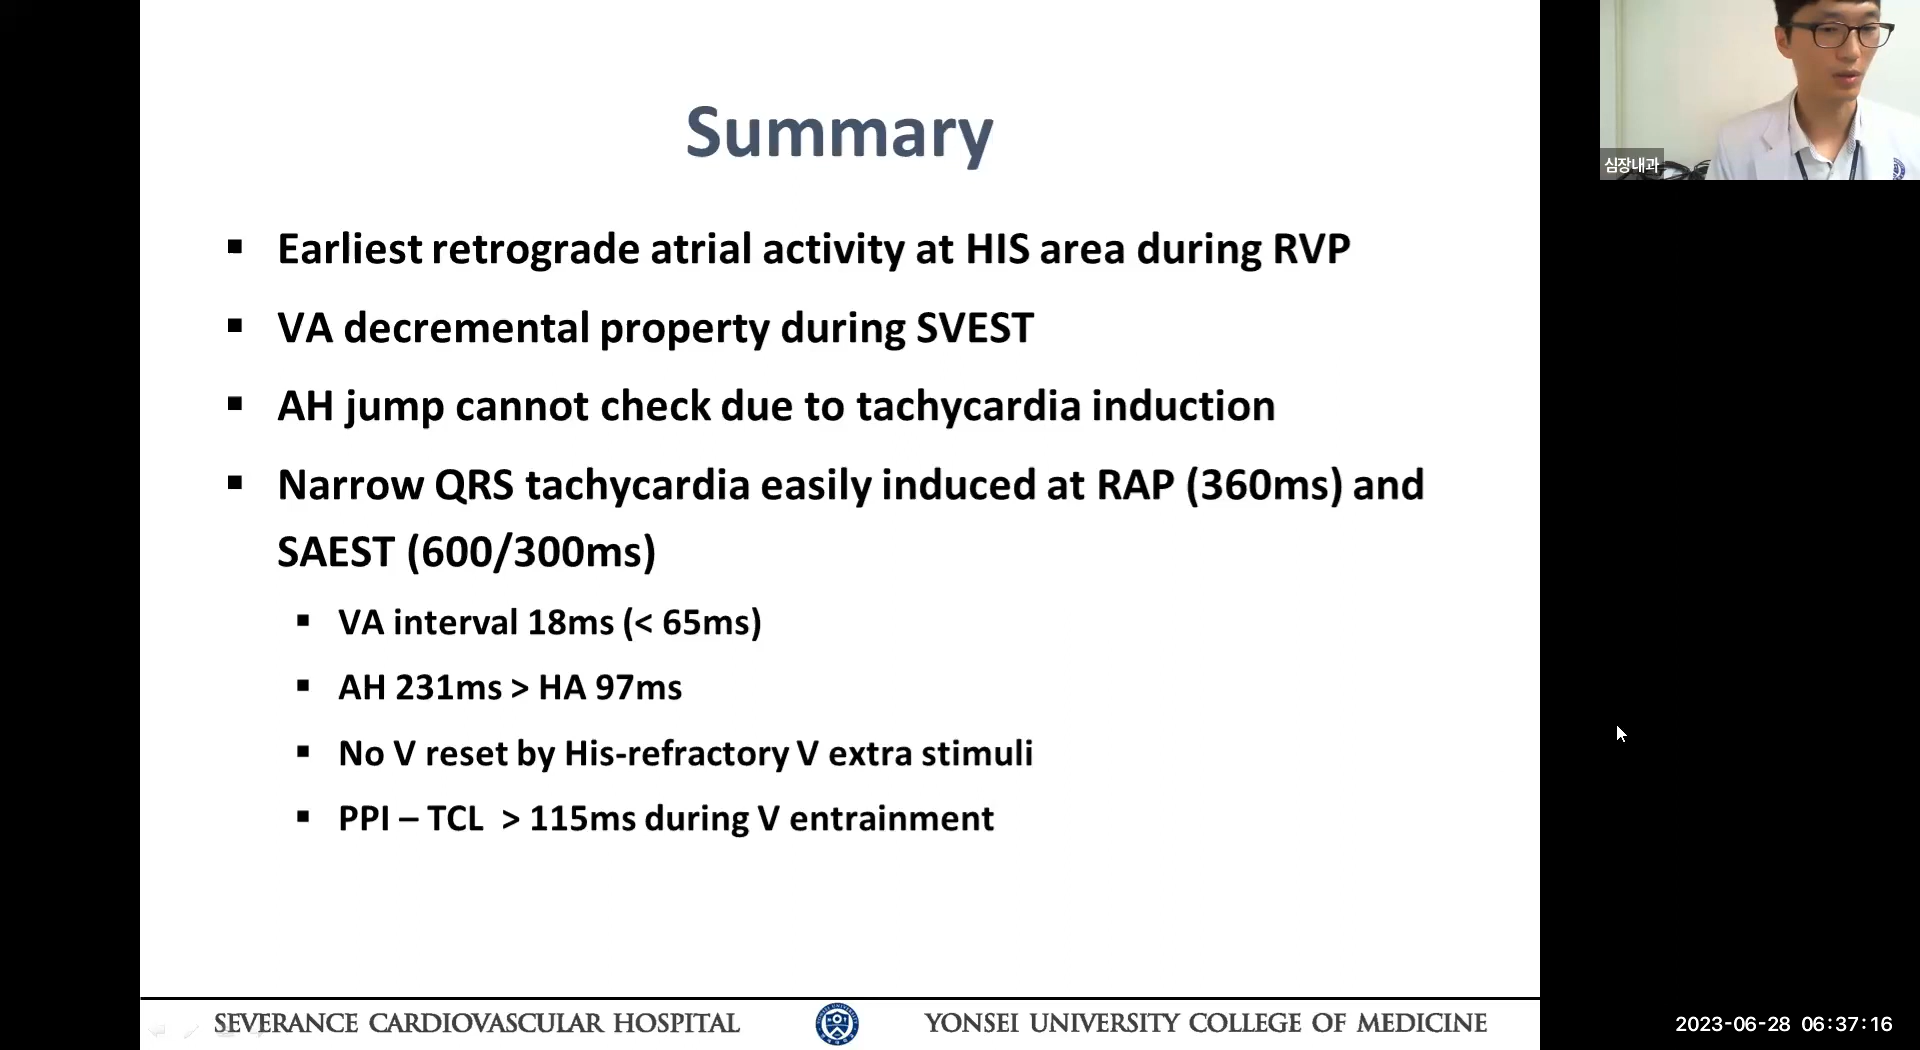 심장내과
Summary
▪ Earliest retrograde atrial activity at HIS area during RVP
▪ VA decremental property during SVEST
▪ AH jump cannot check due to tachycardia induction
▪ Narrow QRS tachycardia easily induced at RAP (360ms) and
SAEST (600/300ms)
▪ VA interval 18ms (< 65ms)
▪ AH 231ms > HA 97ms
▪ No V reset by His-refractory V extra stimuli
▪ PPI – TCL > 115ms during V entrainment
SEVERANCE CARDIOVASCULAR HOSPITAL
YONSEI UNIVERSITY COLLEGE OF MEDICINE
2023-06-28 06:37:16